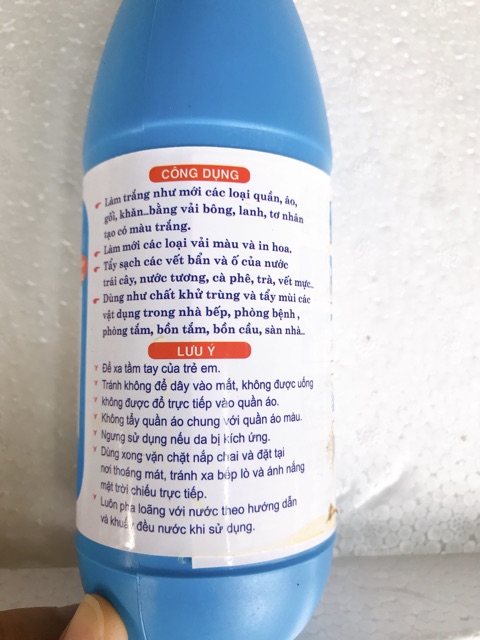 CÔNG DỤNG
Làm trắng như mới các loại quần, áo,
gối, khăn..bằng vải bông, lanh, tơ nhân
tạo có màu trắng.
Làm mới các loại vải màu và in hoa.
Tẩy sạch các vết bẩn và ố của nước
trái cây, nước tương, cà phê, trà, vết mực..
Dùng như chất khử trùng và tẩy mùi các
vật dụng trong nhà bếp, phòng bệnh,
phòng tắm, bồn tắm, bồn cầu, sàn nhà..
LƯU Ý
Để xa tầm tay của trẻ em.
Tránh không để dây vào mắt, không được uống
không được đổ trực tiếp vào quần áo.
Không tẩy quần áo chung với quần áo màu.
Ngưng sử dụng nếu da bị kích ứng.
Dùng xong vặn chặt nắp chai và đặt tại
nơi thoáng mát, tránh xa bếp lò và ánh nắng
mặt trời chiếu trực tiếp.
Luôn pha loãng với nước theo hướng dẫn
và khuấy đều nước khi sử dụng.